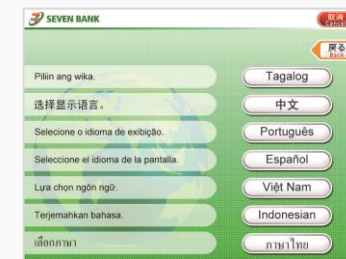 SEVEN BANK
取消
Cancel
戻る
Back
Piliin ang wika.
Tagalog
选择显示语言。
中文
Selecione o idioma de exibição.
Português
Seleccione el idioma de la pantalla.
Español
Lựa chọn ngôn ngữ.
Việt Nam
Terjemahkan bahasa.
Indonesian
เลือกภาษา
ภาษาไทย